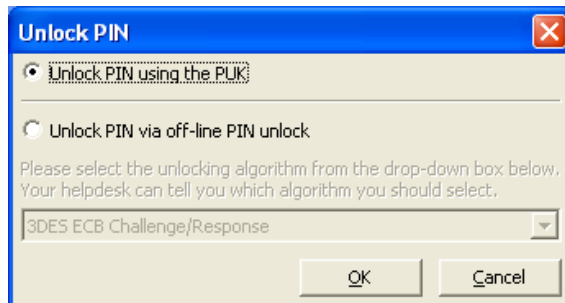 Unlock PIN
Unlock PIN using the PUK
Unlock PIN via off-line PIN unlock
Please select the unlocking algorithm from the drop-down box below.
Your helpdesk can tell you which algorithm you should select.
3DES ECB Challenge/Response
OK Cancel